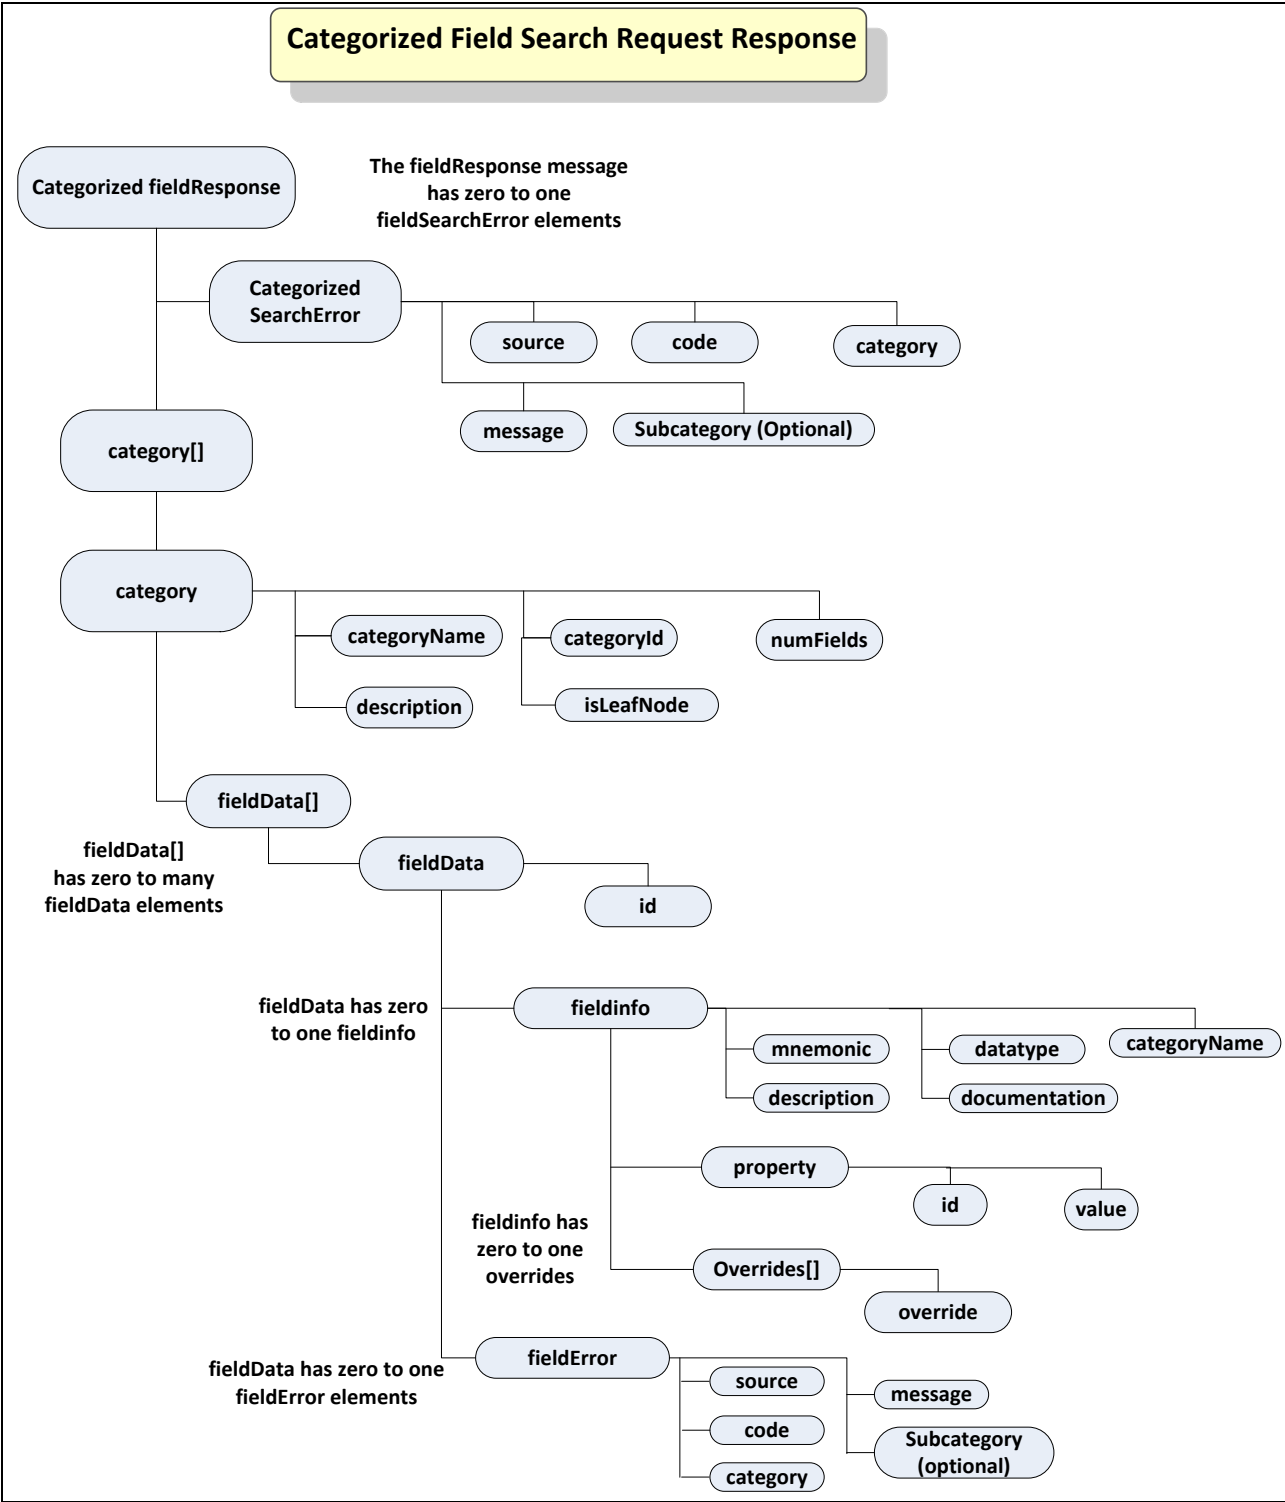 Categorized Field Search Request Response
Categorized fieldResponse
The fieldResponse message
has zero to one
fieldSearchError elements
Categorized
SearchError
source
code
category
message
Subcategory (Optional)
category[]
category
categoryName
categoryId
numFields
description
isLeafNode
fieldData[]
fieldData[]
has zero to many
fieldData elements
fieldData
id
fieldData has zero
to one fieldinfo
fieldinfo
mnemonic
datatype
categoryName
description
documentation
property
id
value
fieldinfo has
zero to one
overrides
Overrides[]
override
fieldData has zero to one
fieldError elements
fieldError
source
message
code
Subcategory
(optional)
category